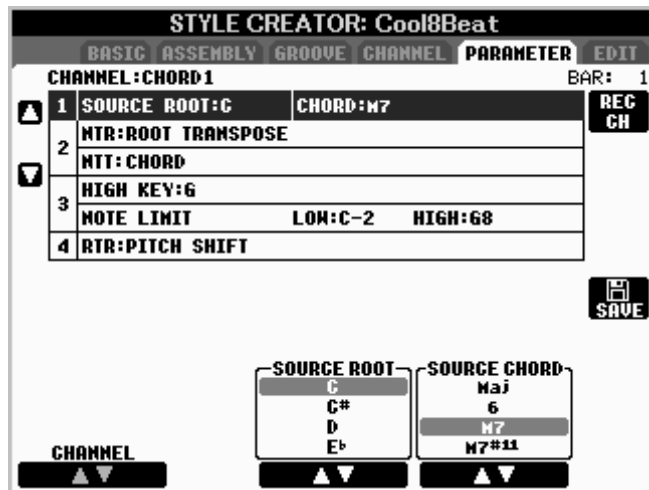 STYLE CREATOR: Cool8Beat
BASIC ASSEMBLY GROOVE CHANNEL PARAMETER EDIT
CHANNEL:CHORD1 BAR: 1
1 SOURCE ROOT:C CHORD:M7
REC CH
2 NTR:ROOT TRANSPOSE
NTT:CHORD
3 HIGH KEY:G
NOTE LIMIT LOW:C-2 HIGH:G8
4 RTR:PITCH SHIFT
SAVE
SOURCE ROOT SOURCE CHORD
C Maj
C# 6
D M7
E♭ M7#11
CHANNEL